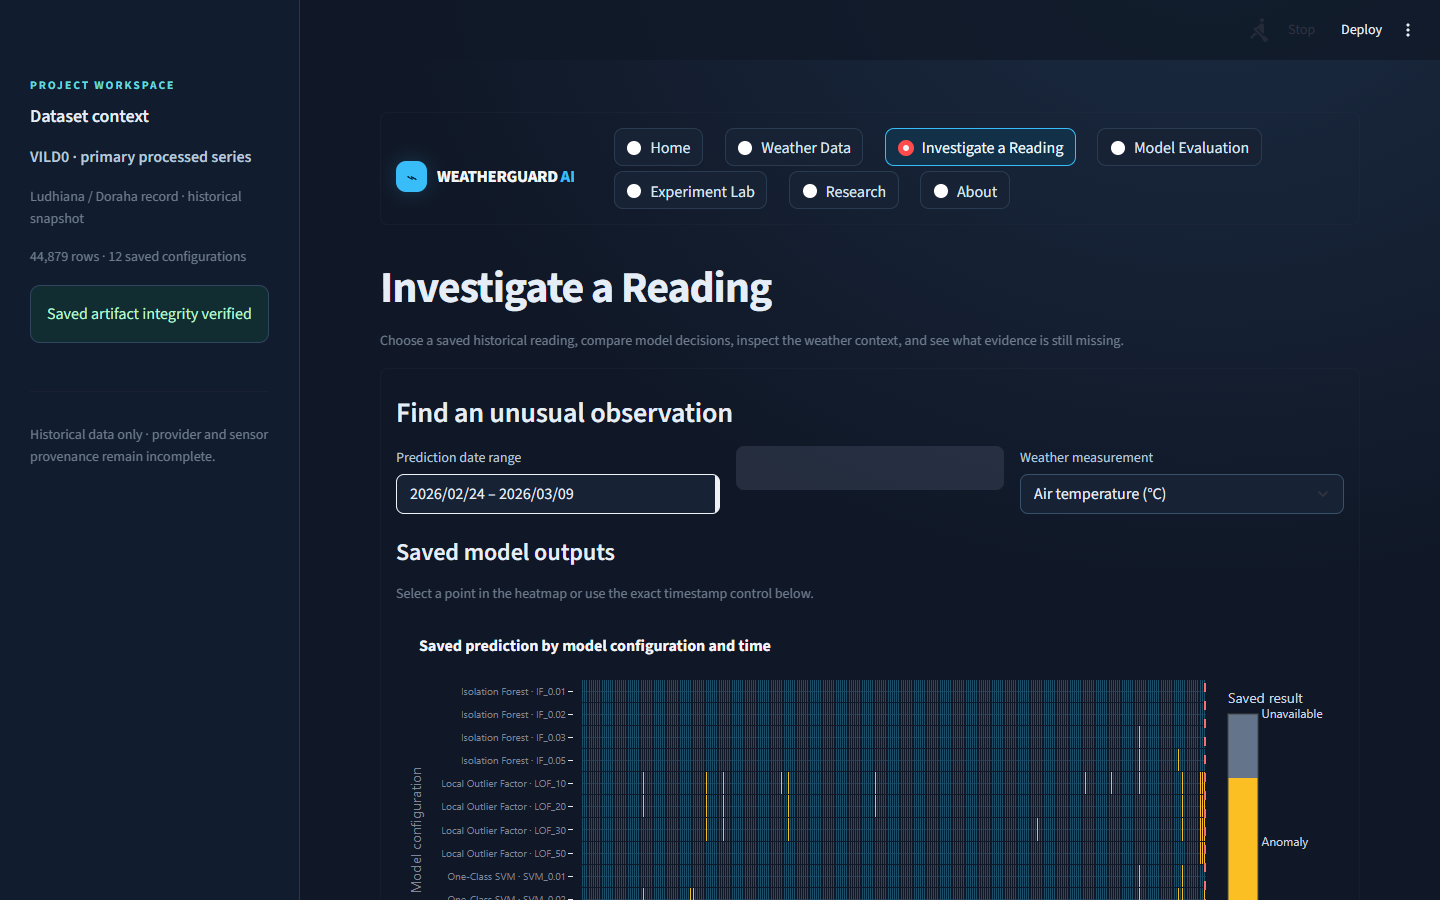 Stop
Deploy
PROJECT WORKSPACE
Dataset context
VILD0 · primary processed series
Ludhiana / Doraha record · historical
snapshot
44,879 rows · 12 saved configurations
Saved artifact integrity verified
Historical data only · provider and sensor
provenance remain incomplete.
WEATHERGUARD AI
Home
Weather Data
Investigate a Reading
Model Evaluation
Experiment Lab
Research
About
Investigate a Reading
Choose a saved historical reading, compare model decisions, inspect the weather context, and see what evidence is still missing.
Find an unusual observation
Prediction date range
2026/02/24 – 2026/03/09
Weather measurement
Air temperature (°C)
Saved model outputs
Select a point in the heatmap or use the exact timestamp control below.
Saved prediction by model configuration and time
Model configuration
Isolation Forest · IF_0.01
Isolation Forest · IF_0.02
Isolation Forest · IF_0.03
Isolation Forest · IF_0.05
Local Outlier Factor · LOF_10
Local Outlier Factor · LOF_20
Local Outlier Factor · LOF_30
Local Outlier Factor · LOF_50
One-Class SVM · SVM_0.01
One-Class SVM · SVM_0.02
Saved result
Unavailable
Anomaly